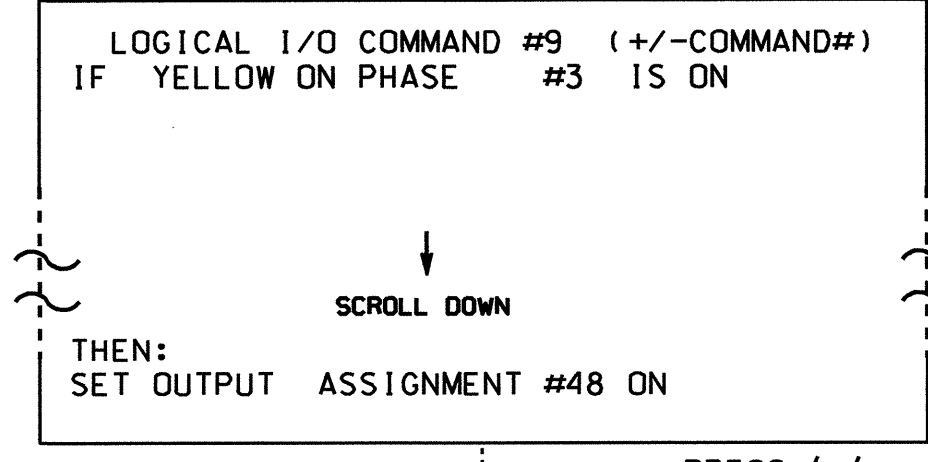 LOGICAL I/O COMMAND #9 (+/-COMMAND#)
IF YELLOW ON PHASE #3 IS ON
SCROLL DOWN
THEN:
SET OUTPUT ASSIGNMENT #48 ON